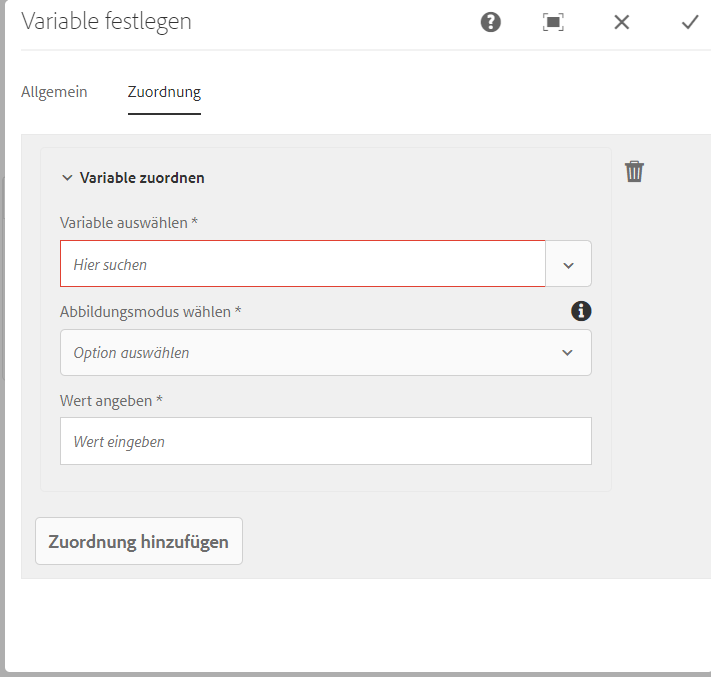 Variable festlegen
Allgemein
Zuordnung
Variable zuordnen
Variable auswählen *
Hier suchen
Abbildungsmodus wählen *
Option auswählen
Wert angeben *
Wert eingeben
Zuordnung hinzufügen